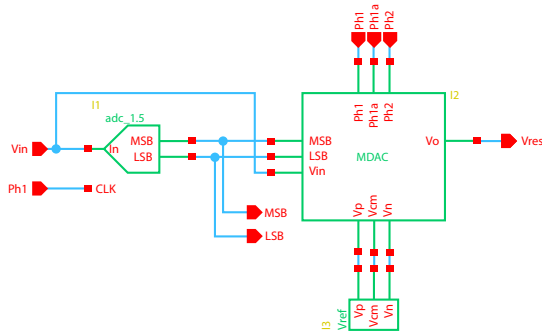 Ph1 Ph1a Ph2
I1
I2
adc_1.5
Ph1 Ph1a Ph2
Vin
In
MSB
MSB
Vo
Vres
LSB
LSB
MDAC
Vin
Ph1
CLK
MSB
Vp Vcm Vn
LSB
I3
Vref
Vp Vcm Vn